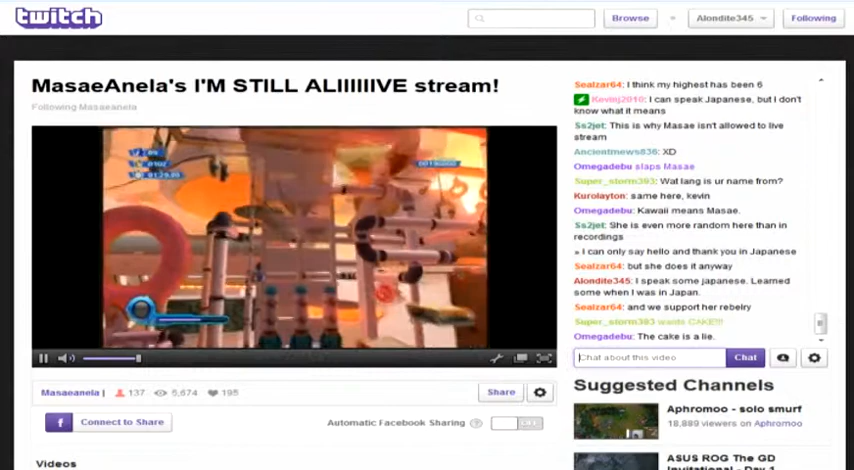 twitch
Browse
Alondite345
Following
MasaeAnela's I'M STILL ALIIIIIVE stream!
Following Masaeanela
Sealzar64: I think my highest has been 6
Kevinj2010: I can speak Japanese, but I don't
know what it means
Ss2jet: This is why Masae isn't allowed to live
stream
Ancientmews836: XD
Omegadebu slaps Masae
Super_storm393: Wat lang is ur name from?
Kurolayton: same here, kevin
Omegadebu: Kawaii means Masae.
Ss2jet: She is even more random here than in
recordings
» I can only say hello and thank you in Japanese
Sealzar64: but she does it anyway
Alondite345: I speak some japanese. Learned
some when I was in Japan.
Sealzar64: and we support her rebelry
Super_storm393 wants CAKE!!!
Omegadebu: The cake is a lie.
Chat about this video
Chat
Masaeanela |
137
5,674
195
Share
f Connect to Share
Automatic Facebook Sharing
OFF
Videos
Suggested Channels
Aphromoo - solo smurf
18,889 viewers on Aphromoo
ASUS ROG The GD
Invitational - Day 1